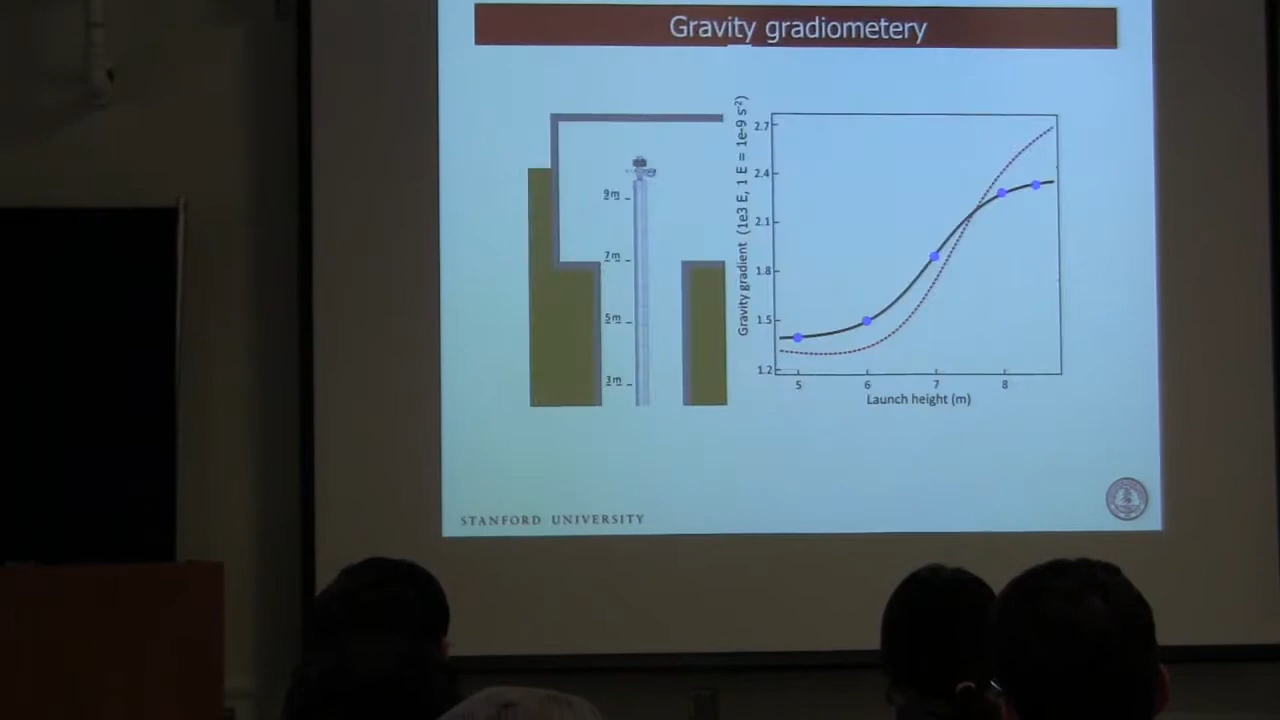 Gravity gradiometery
9m
7m
5m
3m
Gravity gradient (1e3 E, 1 E = 1e-9 s⁻²)
2.7
2.4
2.1
1.8
1.5
1.2
5 6 7 8
Launch height (m)
STANFORD UNIVERSITY